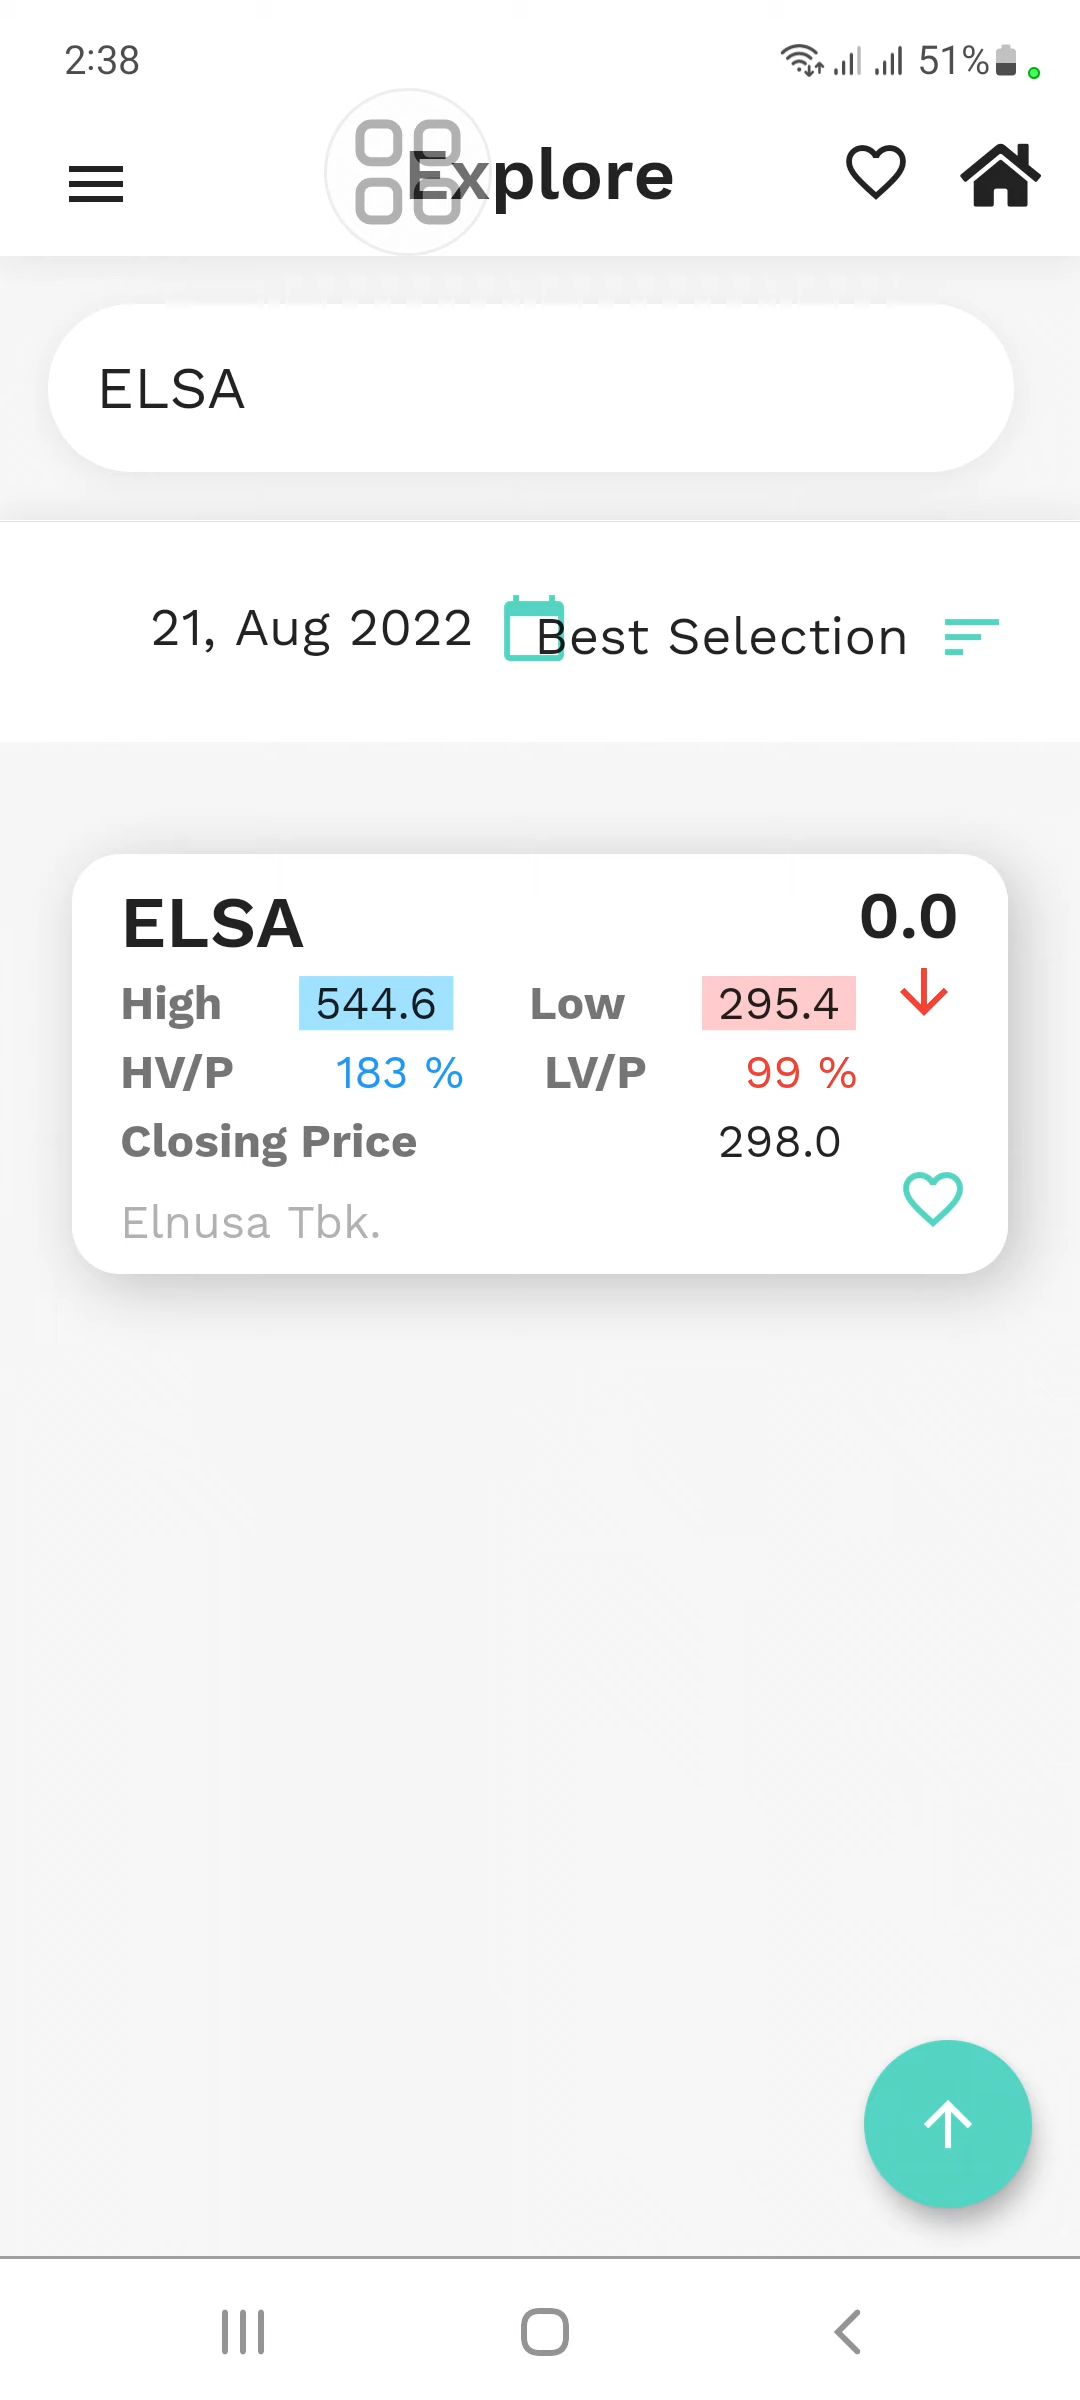 2:38 51%
Explore
ELSA
21, Aug 2022 Best Selection
ELSA 0.0
High 544.6 Low 295.4
HV/P 183 % LV/P 99 %
Closing Price 298.0
Elnusa Tbk.